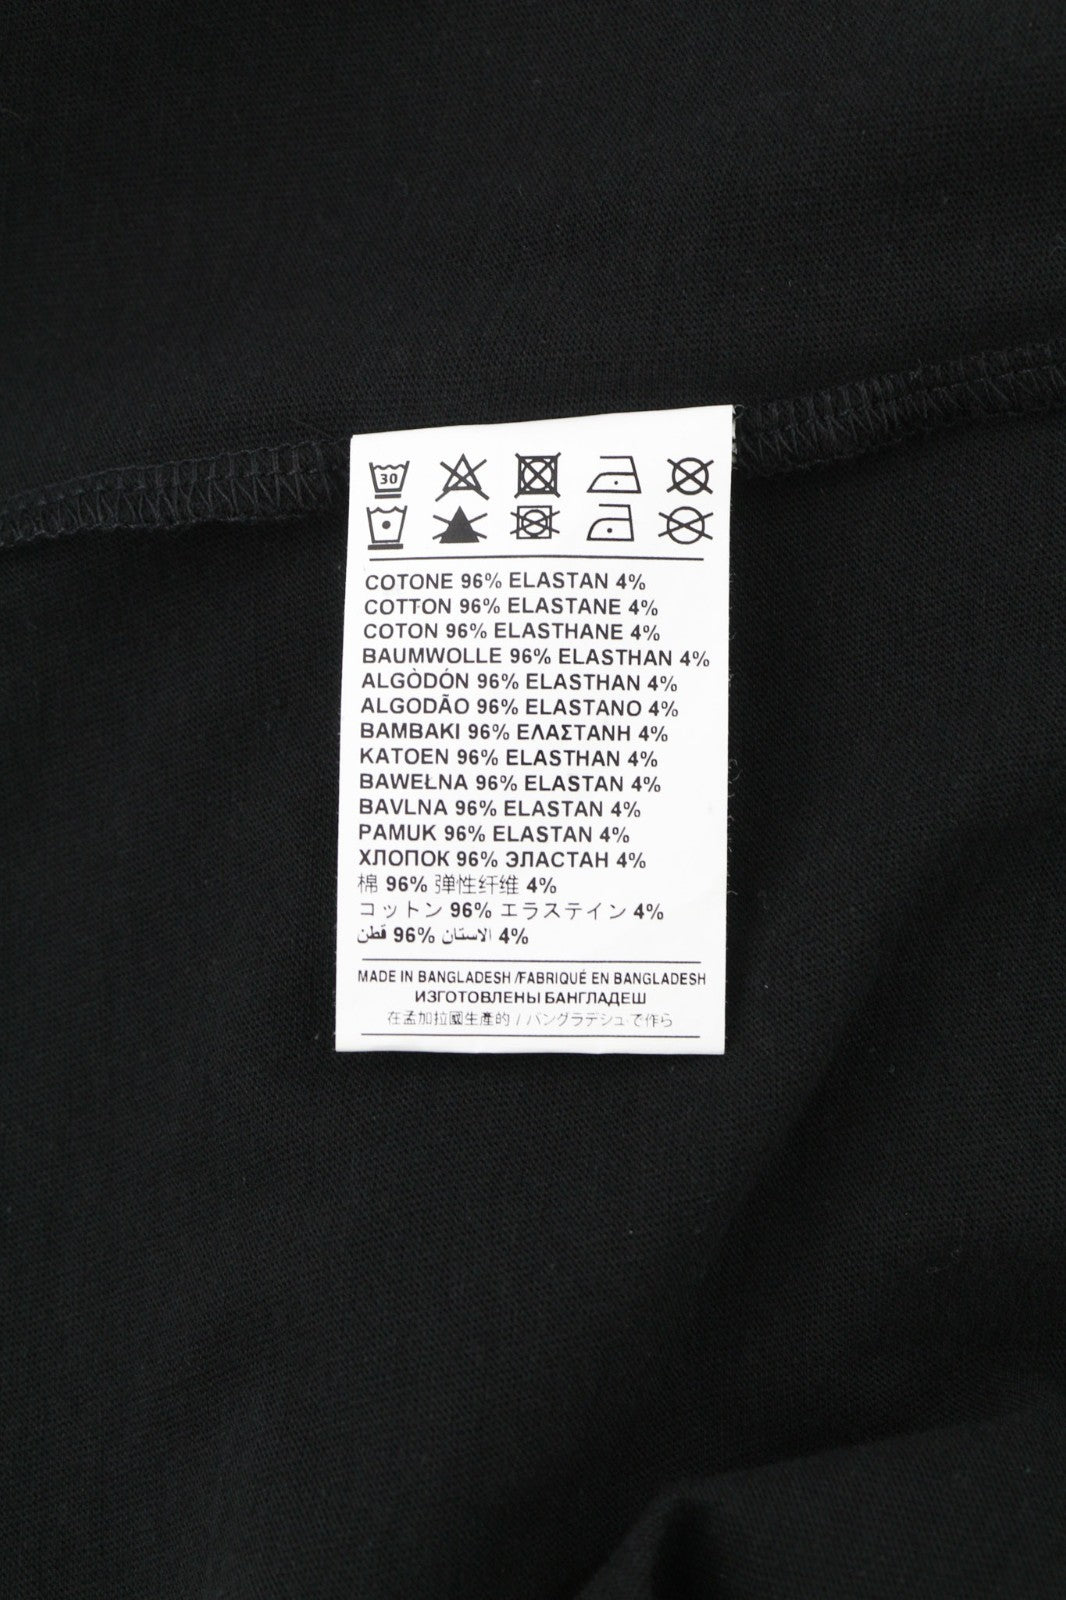 30
COTONE 96% ELASTAN 4%
COTTON 96% ELASTANE 4%
COTON 96% ELASTHANE 4%
BAUMWOLLE 96% ELASTHAN 4%
ALGÒDÓN 96% ELASTHAN 4%
ALGODÃO 96% ELASTANO 4%
BAMBAKI 96% ΕΛΑΣΤΑΝΗ 4%
KATOEN 96% ELASTHAN 4%
BAWEŁNA 96% ELASTAN 4%
BAVLNA 96% ELASTAN 4%
PAMUK 96% ELASTAN 4%
ХЛОПОК 96% ЭЛАСТАН 4%
棉 96% 弹性纤维 4%
コットン 96% エラステイン 4%
قطن 96% الاستان 4%
MADE IN BANGLADESH /FABRIQUÉ EN BANGLADESH
ИЗГОТОВЛЕНЫ БАНГЛАДЕШ
在孟加拉國生產的 / バングラデシュで作ら